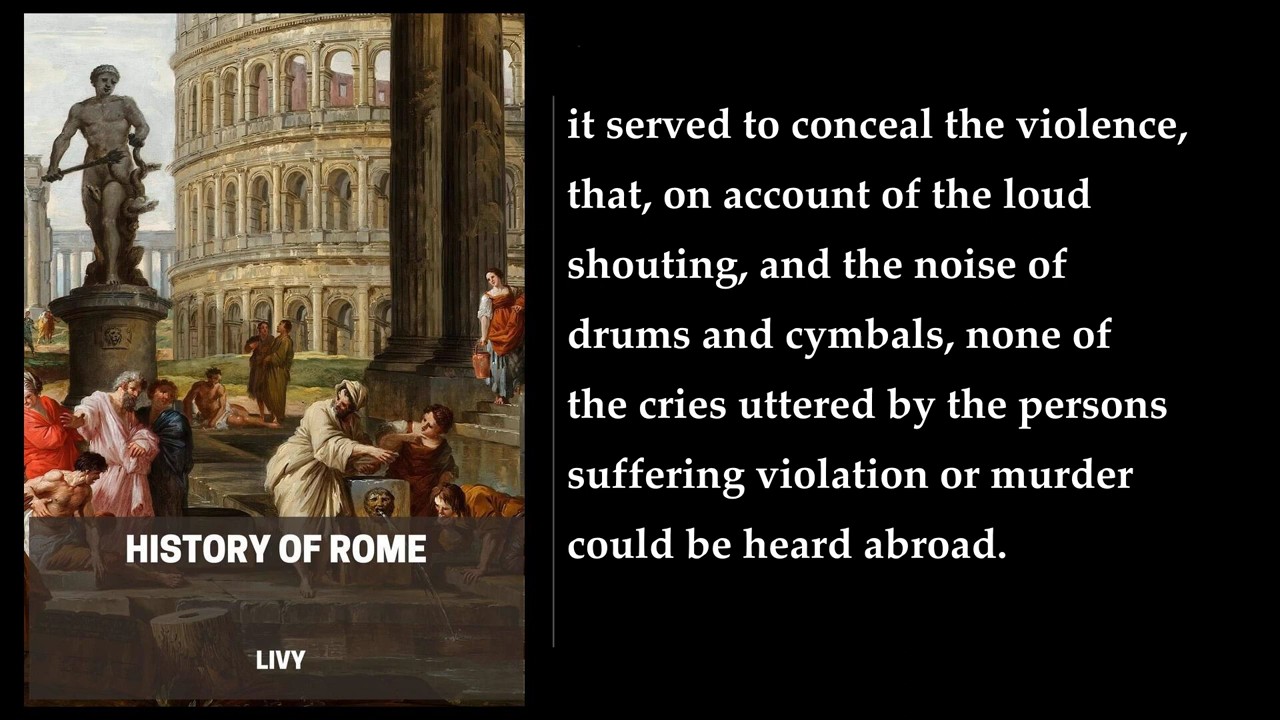 HISTORY OF ROME
LIVY
it served to conceal the violence,
that, on account of the loud
shouting, and the noise of
drums and cymbals, none of
the cries uttered by the persons
suffering violation or murder
could be heard abroad.